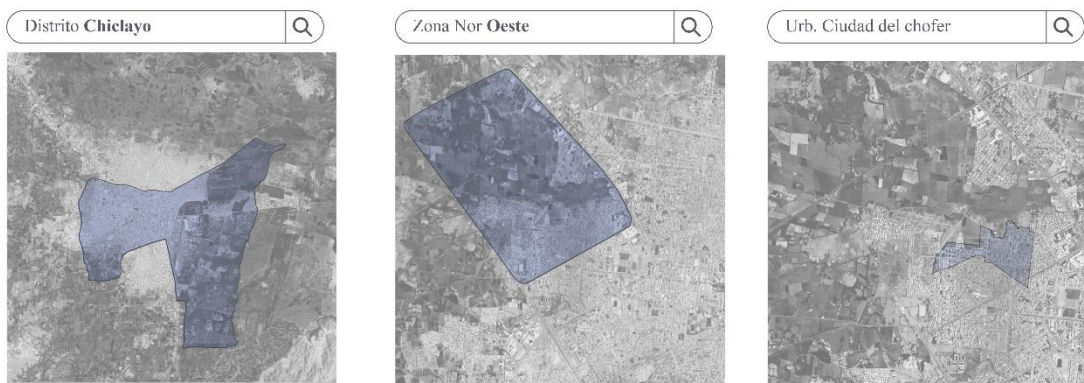 Distrito Chiclayo
Zona Nor Oeste
Urb. Ciudad del chofer